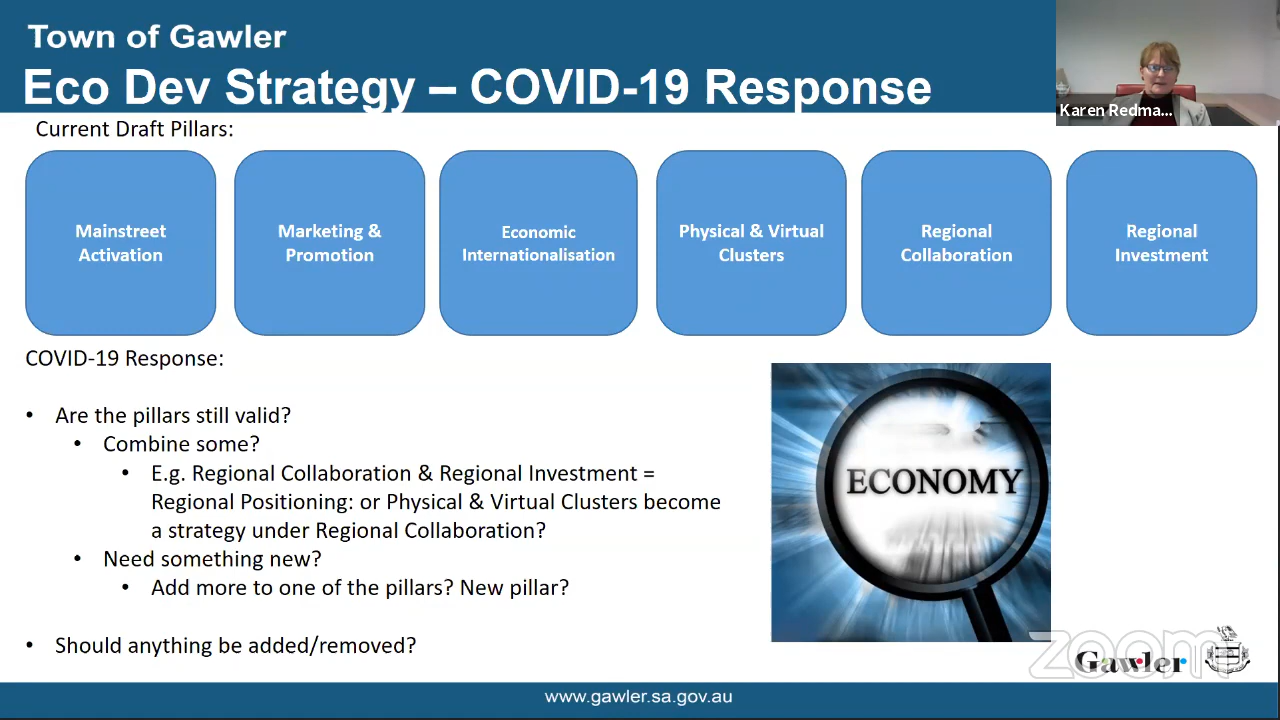 Town of Gawler
Eco Dev Strategy – COVID-19 Response
Karen Redma...
Current Draft Pillars:
Mainstreet
Activation
Marketing &
Promotion
Economic
Internationalisation
Physical & Virtual
Clusters
Regional
Collaboration
Regional
Investment
COVID-19 Response:
• Are the pillars still valid?
• Combine some?
• E.g. Regional Collaboration & Regional Investment =
Regional Positioning: or Physical & Virtual Clusters become
a strategy under Regional Collaboration?
• Need something new?
• Add more to one of the pillars? New pillar?
• Should anything be added/removed?
ECONOMY
zoom
Gawler
www.gawler.sa.gov.au